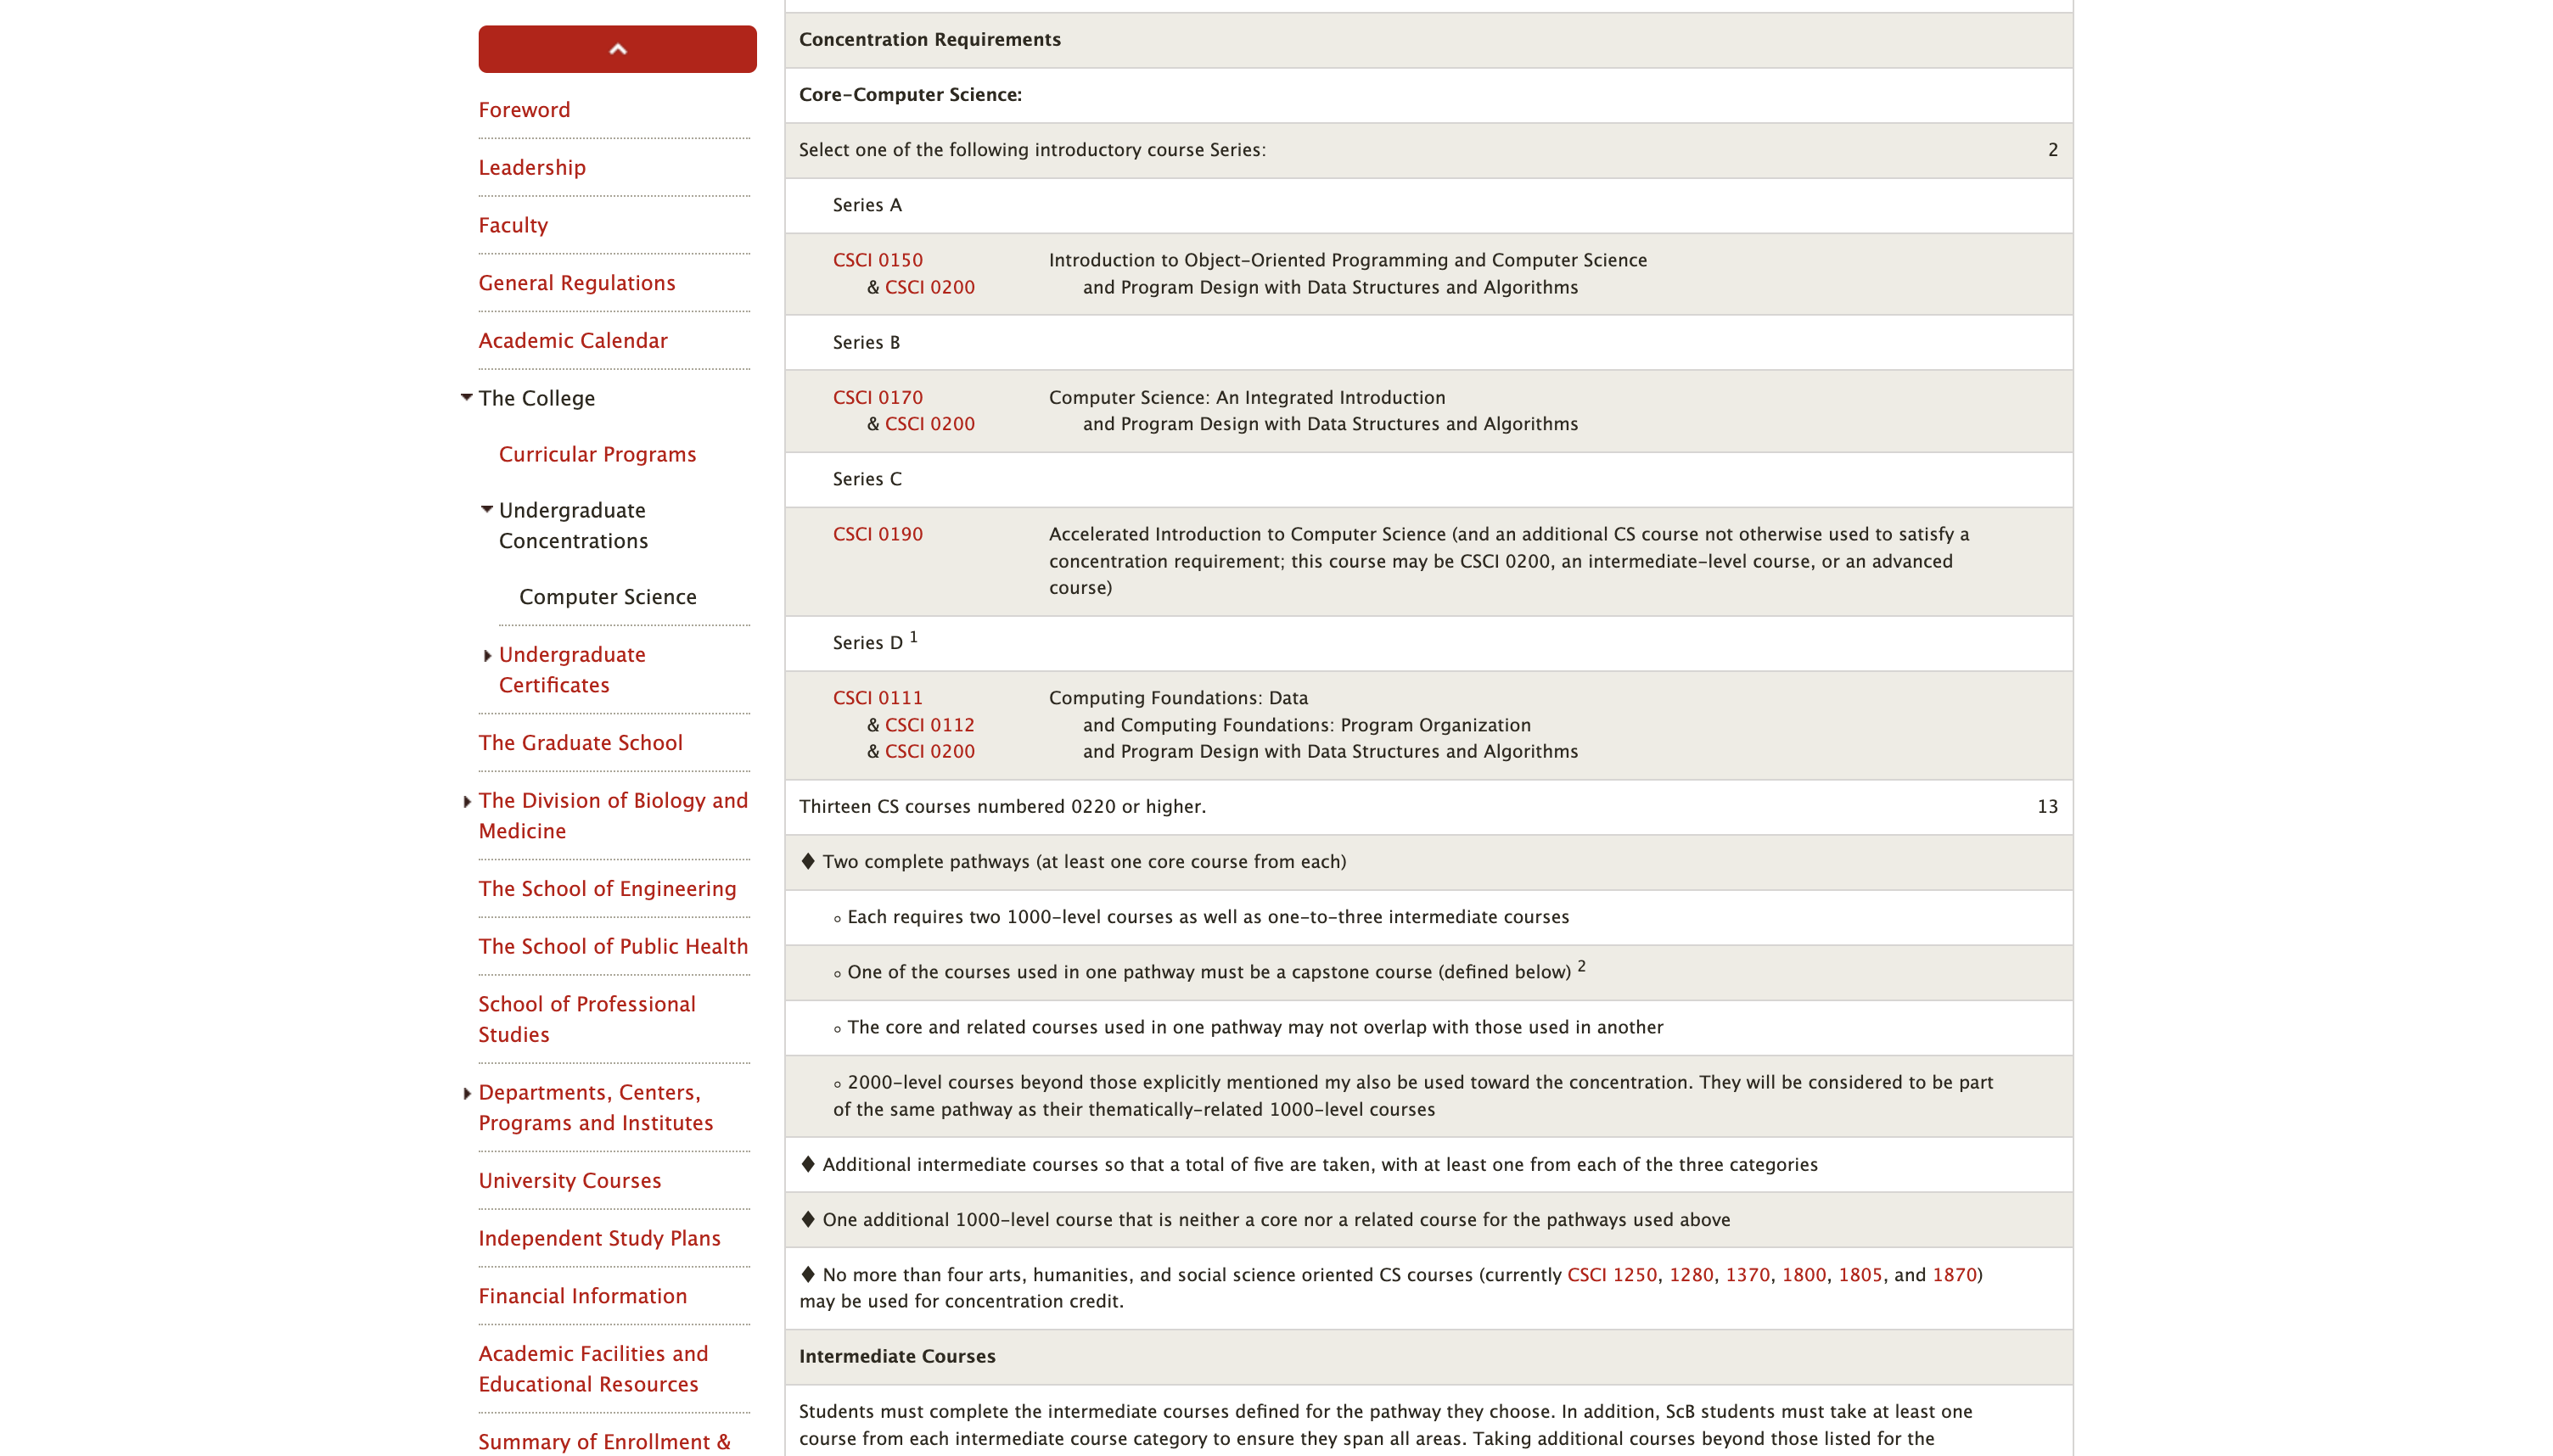 Foreword
Leadership
Faculty
General Regulations
Academic Calendar
The College
Curricular Programs
Undergraduate
Concentrations
Computer Science
Undergraduate
Certificates
The Graduate School
The Division of Biology and
Medicine
The School of Engineering
The School of Public Health
School of Professional
Studies
Departments, Centers,
Programs and Institutes
University Courses
Independent Study Plans
Financial Information
Academic Facilities and
Educational Resources
Summary of Enrollment &
Concentration Requirements
Core-Computer Science:
Select one of the following introductory course Series: 2
Series A
CSCI 0150 Introduction to Object-Oriented Programming and Computer Science
& CSCI 0200 and Program Design with Data Structures and Algorithms
Series B
CSCI 0170 Computer Science: An Integrated Introduction
& CSCI 0200 and Program Design with Data Structures and Algorithms
Series C
CSCI 0190 Accelerated Introduction to Computer Science (and an additional CS course not otherwise used to satisfy a
concentration requirement; this course may be CSCI 0200, an intermediate-level course, or an advanced
course)
Series D 1
CSCI 0111 Computing Foundations: Data
& CSCI 0112 and Computing Foundations: Program Organization
& CSCI 0200 and Program Design with Data Structures and Algorithms
Thirteen CS courses numbered 0220 or higher. 13
♦ Two complete pathways (at least one core course from each)
◦ Each requires two 1000-level courses as well as one-to-three intermediate courses
◦ One of the courses used in one pathway must be a capstone course (defined below) 2
◦ The core and related courses used in one pathway may not overlap with those used in another
◦ 2000-level courses beyond those explicitly mentioned my also be used toward the concentration. They will be considered to be part
of the same pathway as their thematically-related 1000-level courses
♦ Additional intermediate courses so that a total of five are taken, with at least one from each of the three categories
♦ One additional 1000-level course that is neither a core nor a related course for the pathways used above
♦ No more than four arts, humanities, and social science oriented CS courses (currently CSCI 1250, 1280, 1370, 1800, 1805, and 1870)
may be used for concentration credit.
Intermediate Courses
Students must complete the intermediate courses defined for the pathway they choose. In addition, ScB students must take at least one
course from each intermediate course category to ensure they span all areas. Taking additional courses beyond those listed for the